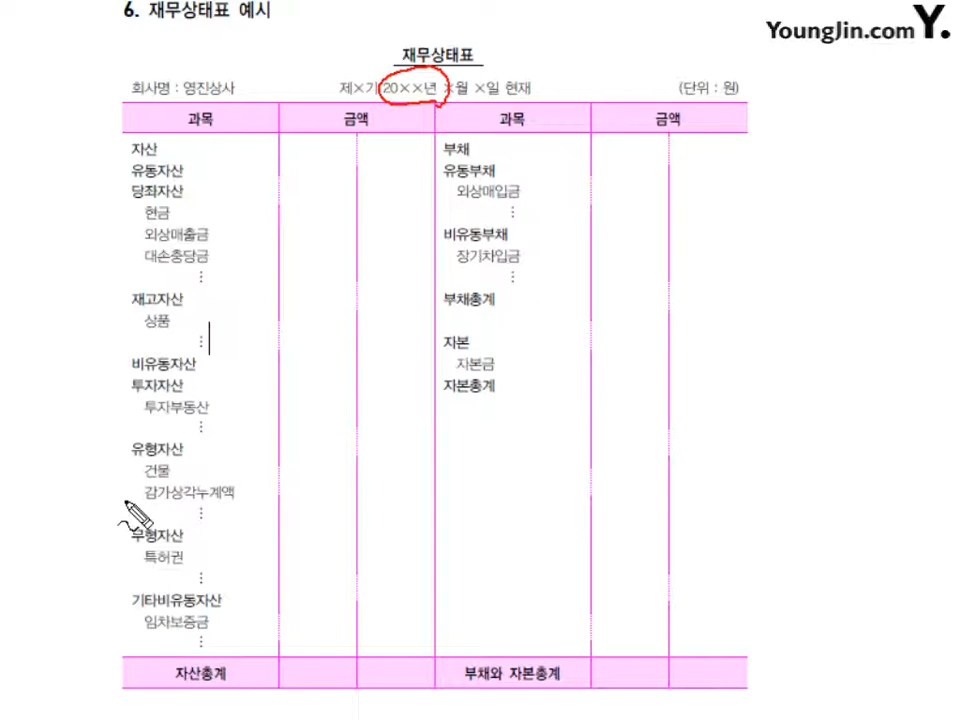 6. 재무상태표 예시
YoungJin.com Y.
재무상태표
회사명 : 영진상사
제×기 20××년 ×월 ×일 현재
(단위 : 원)
과목 금액 과목 금액
자산
유동자산
당좌자산
현금
외상매출금
대손충당금
⋮
재고자산
상품
⋮
비유동자산
투자자산
투자부동산
⋮
유형자산
건물
감가상각누계액
⋮
무형자산
특허권
⋮
기타비유동자산
임차보증금
⋮
부채
유동부채
외상매입금
⋮
비유동부채
장기차입금
⋮
부채총계
자본
자본금
자본총계
자산총계
부채와 자본총계